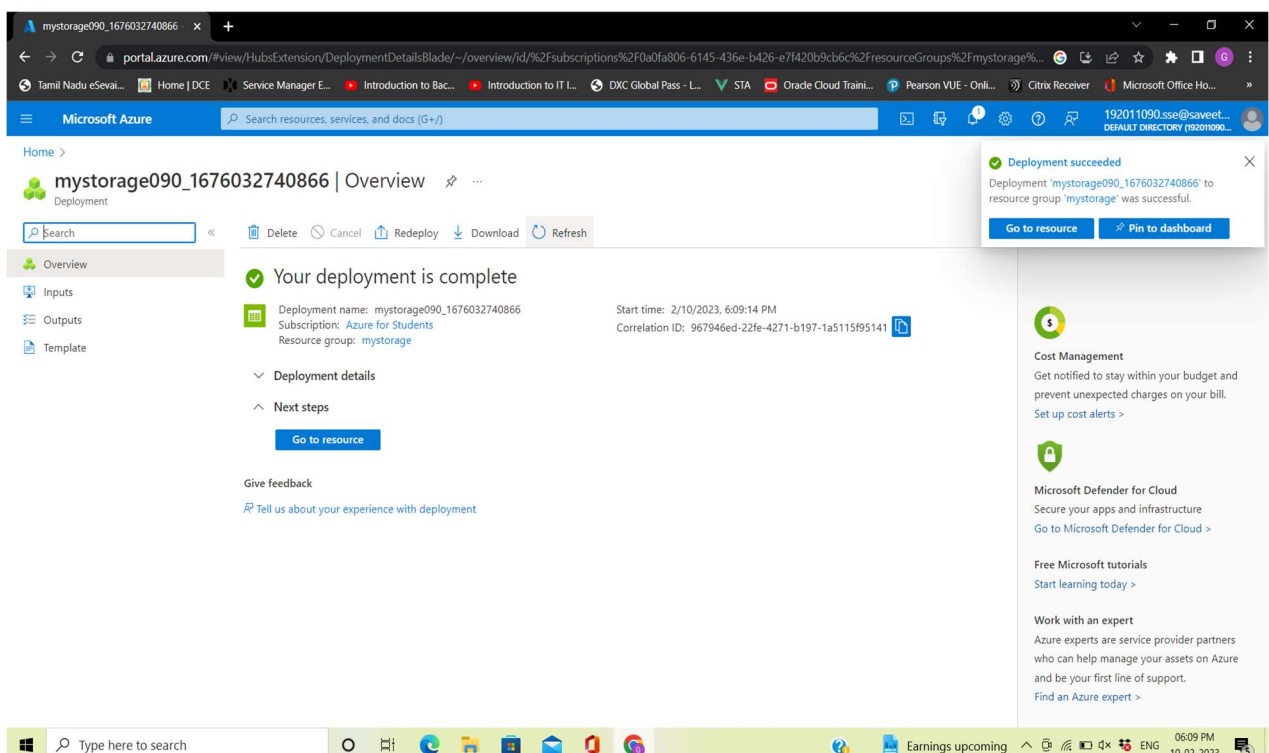 mystorage090_1676032740866 -
portal.azure.com/#view/HubsExtension/DeploymentDetailsBlade/~/overview/id/%2Fsubscriptions%2F0a0fa806-6145-436e-b426-e7f420b9cb6c%2FresourceGroups%2Fmystorage%...
G
Tamil Nadu eSevai... Home | DCE Service Manager E... Introduction to Bac... Introduction to IT I... DXC Global Pass - L... STA Oracle Cloud Traini... Pearson VUE - Onli... Citrix Receiver Microsoft Office Ho... »
Microsoft Azure
Search resources, services, and docs (G+/)
1
192011090.sse@saveet...
DEFAULT DIRECTORY (192011090...
Home >
mystorage090_1676032740866 | Overview ...
Deployment
Search
«
Delete Cancel Redeploy Download Refresh
Deployment succeeded
Deployment 'mystorage090_1676032740866' to
resource group 'mystorage' was successful.
Go to resource Pin to dashboard
Overview
Inputs
Outputs
Template
Your deployment is complete
Deployment name: mystorage090_1676032740866
Subscription: Azure for Students
Resource group: mystorage
Start time: 2/10/2023, 6:09:14 PM
Correlation ID: 967946ed-22fe-4271-b197-1a5115f95141
Deployment details
Next steps
Go to resource
Give feedback
Tell us about your experience with deployment
Cost Management
Get notified to stay within your budget and
prevent unexpected charges on your bill.
Set up cost alerts >
Microsoft Defender for Cloud
Secure your apps and infrastructure
Go to Microsoft Defender for Cloud >
Free Microsoft tutorials
Start learning today >
Work with an expert
Azure experts are service provider partners
who can help manage your assets on Azure
and be your first line of support.
Find an Azure expert >
Type here to search
Earnings upcoming
ENG
06:09 PM
10-02-2023